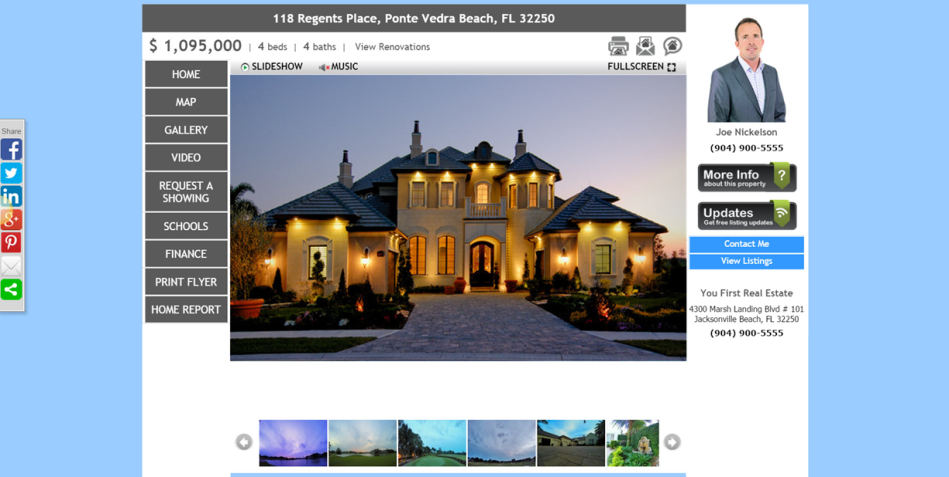 118 Regents Place, Ponte Vedra Beach, FL 32250
$ 1,095,000 | 4 beds | 4 baths | View Renovations
SLIDESHOW MUSIC FULLSCREEN
HOME
MAP
GALLERY
VIDEO
REQUEST A
SHOWING
SCHOOLS
FINANCE
PRINT FLYER
HOME REPORT
Share
Joe Nickelson
(904) 900-5555
More Info
about this property
?
Updates
Get free listing updates
Contact Me
View Listings
You First Real Estate
4300 Marsh Landing Blvd # 101
Jacksonville Beach, FL 32250
(904) 900-5555